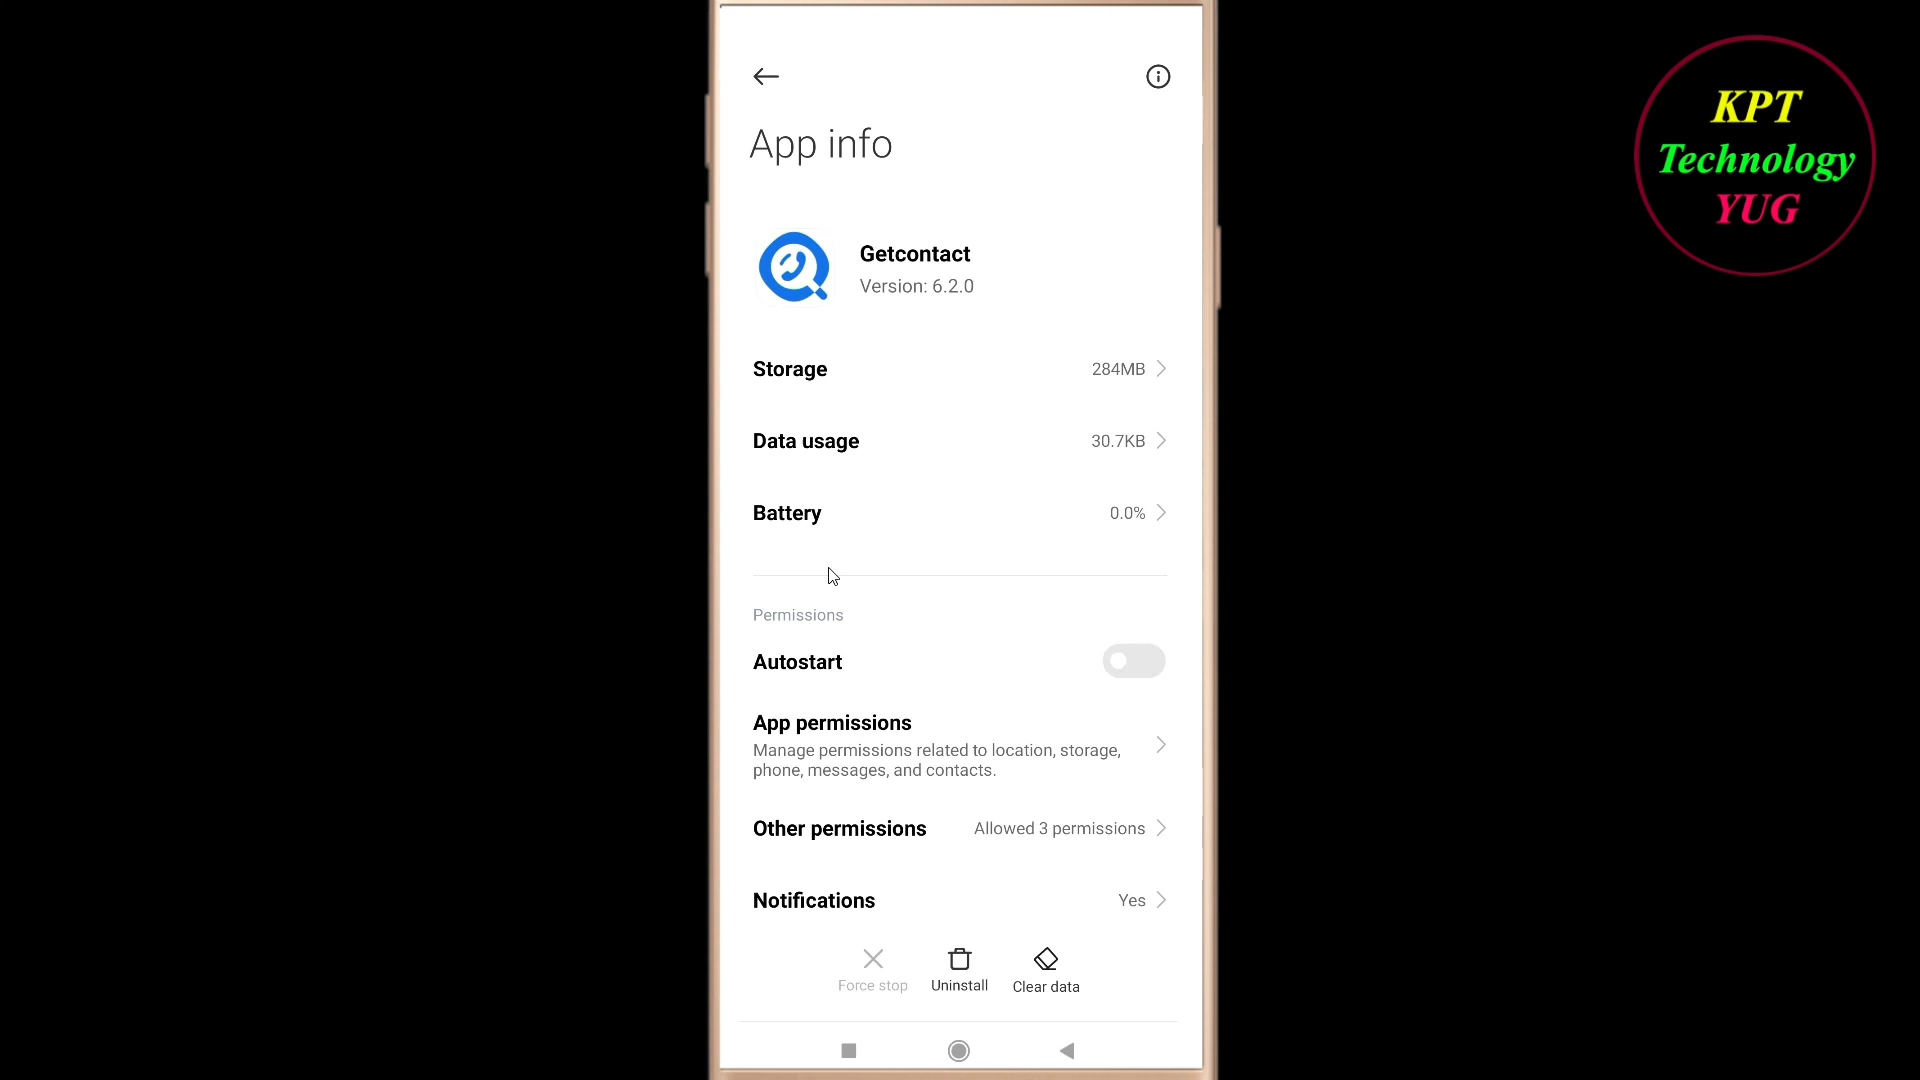 App info
Getcontact
Version: 6.2.0
Storage 284MB
Data usage 30.7KB
Battery 0.0%
Permissions
Autostart
App permissions
Manage permissions related to location, storage,
phone, messages, and contacts.
Other permissions Allowed 3 permissions
Notifications Yes
Force stop Uninstall Clear data
KPT
Technology
YUG